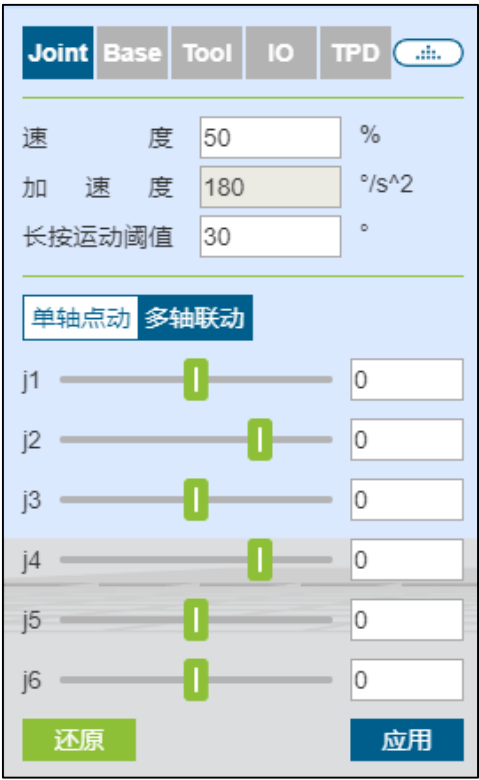 Joint Base Tool IO TPD
速 度 50 %
加 速 度 180 °/s^2
长按运动阈值 30 °
单轴点动 多轴联动
j1 0
j2 0
j3 0
j4 0
j5 0
j6 0
还原 应用